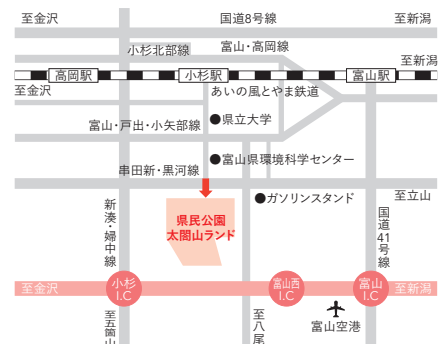 至金沢
国道8号線
至新潟
小杉北部線
富山・高岡線
至新潟
高岡駅
小杉駅
富山駅
至金沢
あいの風とやま鉄道
●県立大学
富山・戸出・小矢部線
●富山県環境科学センター
串田新・黒河線
●ガソリンスタンド
至立山
新湊・婦中線
県民公園
太閤山ランド
国道41号線
至金沢
小杉
I.C
富山西
I.C
富山
I.C
至新潟
至五箇山
至八尾
富山空港